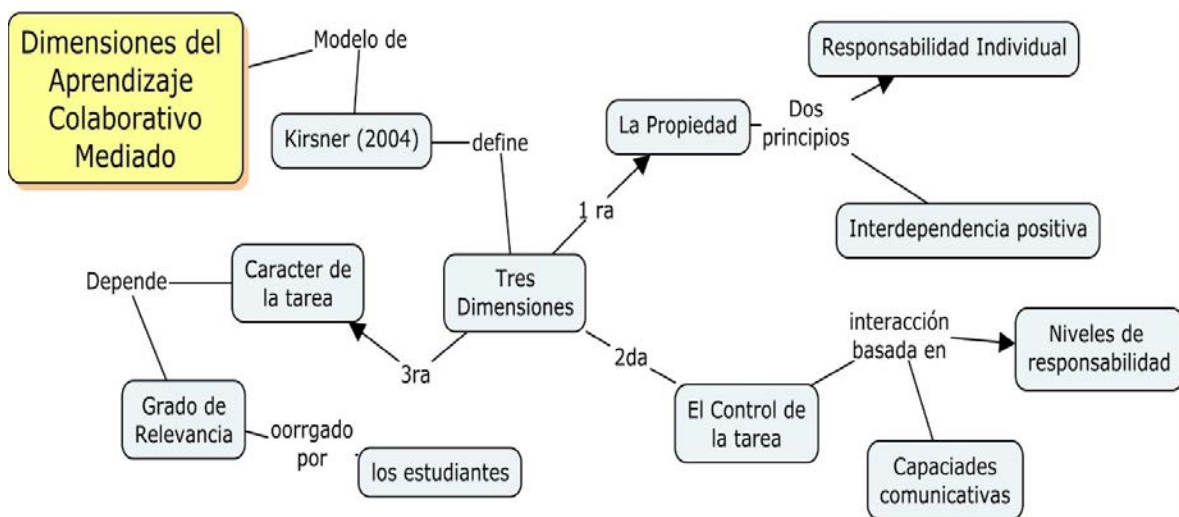 Dimensiones del
Aprendizaje
Colaborativo
Mediado
Modelo de
Kirsner (2004)
define
Tres
Dimensiones
1 ra
La Propiedad
Dos
principios
Responsabilidad Individual
Interdependencia positiva
2da
El Control de
la tarea
interacción
basada en
Niveles de
responsabilidad
Capaciades
comunicativas
3ra
Caracter de
la tarea
Depende
Grado de
Relevancia
oorrgado
por
los estudiantes